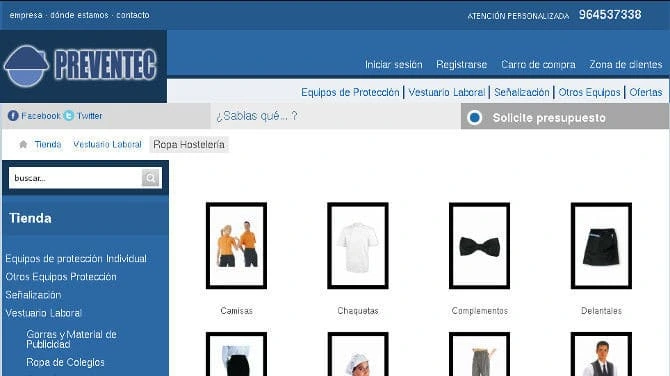 empresa · dónde estamos · contacto
ATENCIÓN PERSONALIZADA 964537338
PREVENTEC
Iniciar sesión Registrarse Carro de compra Zona de clientes
Equipos de Protección Vestuario Laboral Señalización Otros Equipos Ofertas
Facebook Twitter
¿Sabias qué... ?
Solicite presupuesto
Tienda Vestuario Laboral Ropa Hostelería
buscar...
Tienda
Equipos de protección Individual
Otros Equipos Protección
Señalización
Vestuario Laboral
Gorras y Material de
Publicidad
Ropa de Colegios
Camisas Chaquetas Complementos Delantales